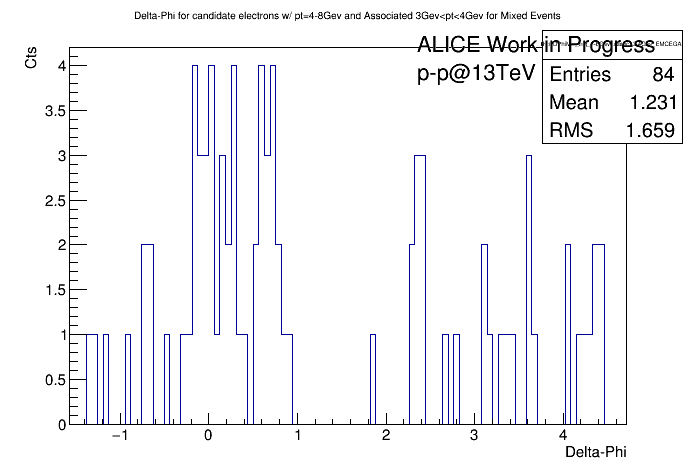 Delta-Phi for candidate electrons w/ pt=4-8Gev and Associated 3Gev<pt<4Gev for Mixed Events
Cts
ALICE Work in Progress
p-p@13TeV
EMCEGA
Entries 84
Mean 1.231
RMS 1.659
4
3.5
3
2.5
2
1.5
1
0.5
0
−1 0 1 2 3 4
Delta-Phi